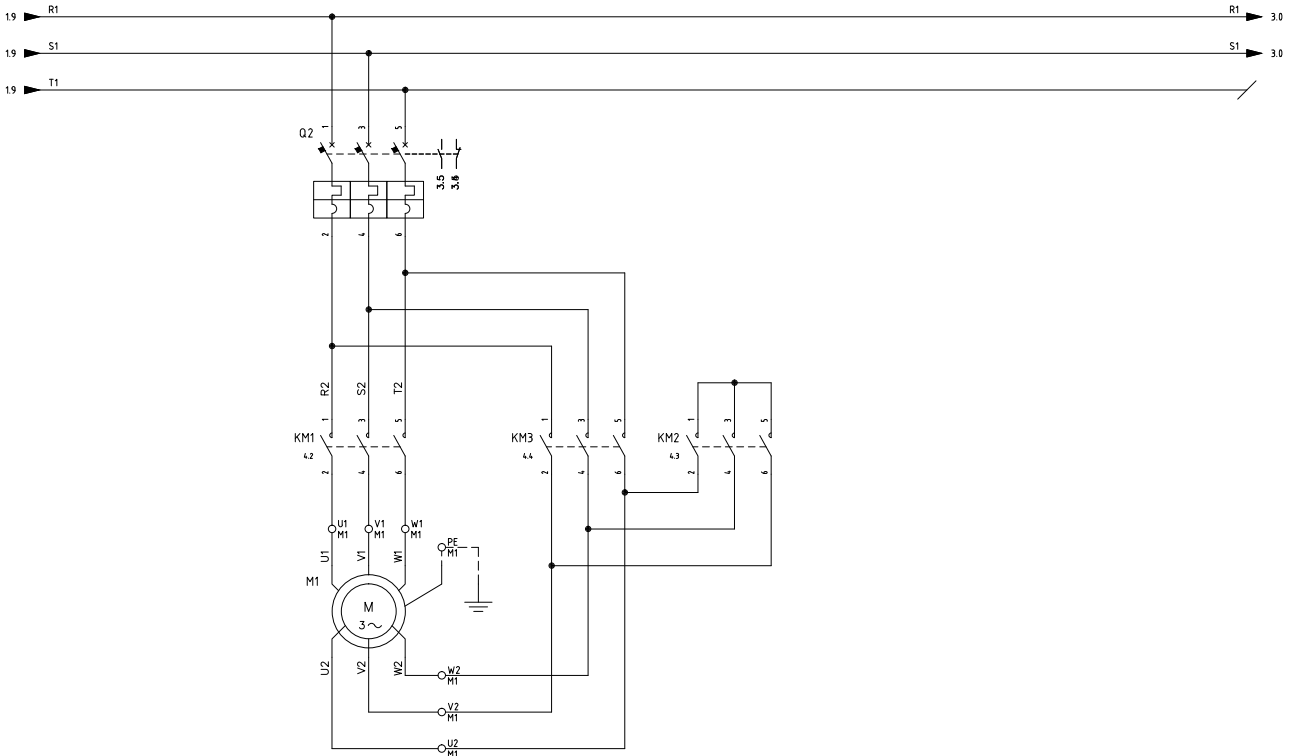 1.9 R1 R1 3.0
1.9 S1 S1 3.0
1.9 T1
Q2 1 3 5
3.5 3.6
2 4 6
R2 S2 T2
1 3 5 1 3 5 1 3 5
KM1 KM3 KM2
4.2 4.4 4.3
2 4 6 2 4 6 2 4 6
U1 V1 W1
M1 M1 M1
PE
M1
U1 V1 W1
M1
M
3~
U2 V2 W2
W2
M1
V2
M1
U2
M1